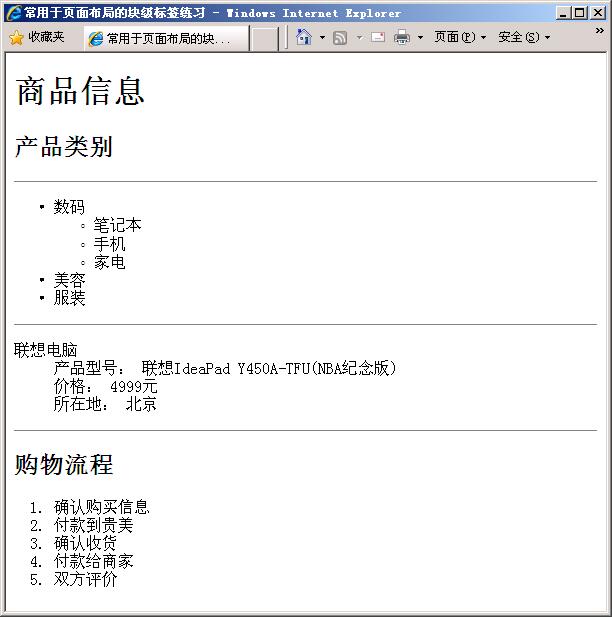 常用于页面布局的块级标签练习 - Windows Internet Explorer
收藏夹 常用于页面布局的块... 页面(P) 安全(S) »
商品信息
产品类别
• 数码
◦ 笔记本
◦ 手机
◦ 家电
• 美容
• 服装
联想电脑
产品型号： 联想IdeaPad Y450A-TFU(NBA纪念版)
价格： 4999元
所在地： 北京
购物流程
1. 确认购买信息
2. 付款到贵美
3. 确认收货
4. 付款给商家
5. 双方评价